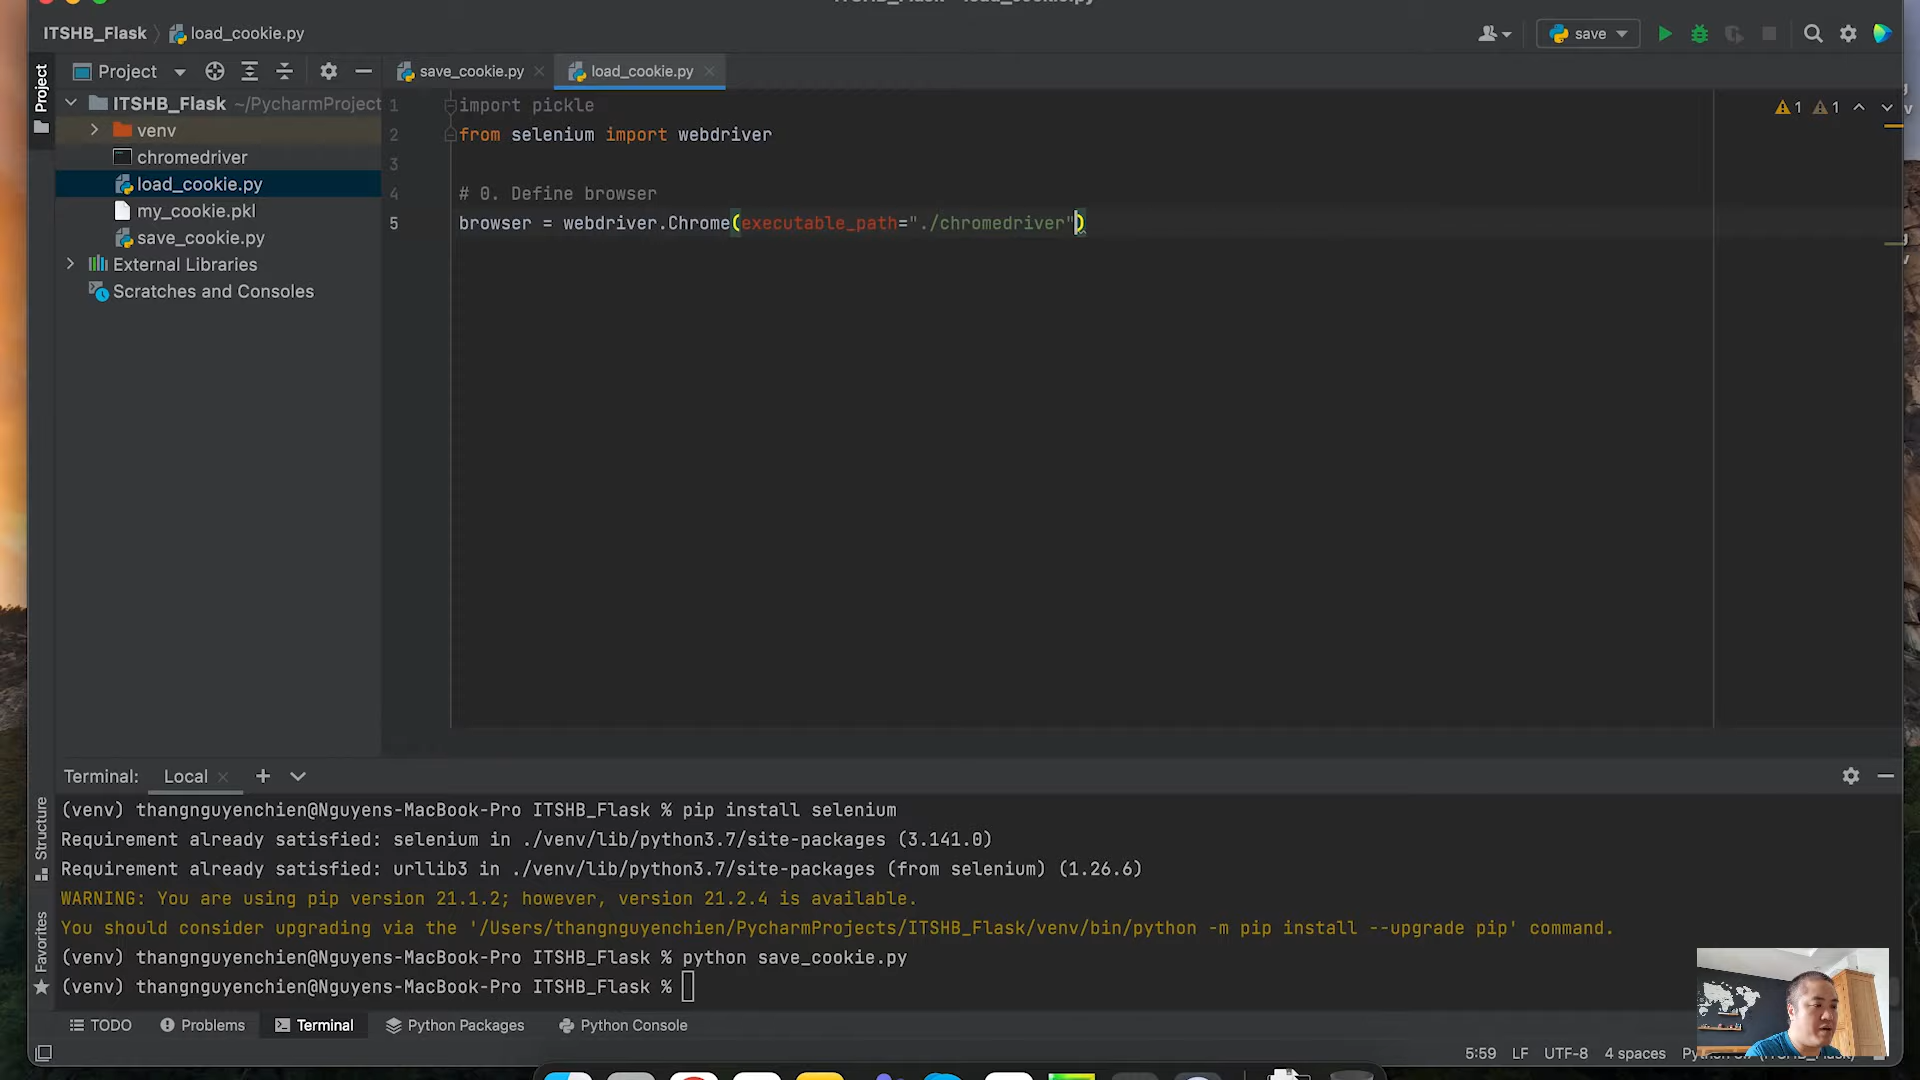 ITSHB_Flask
load_cookie.py
save
Project
Project
save_cookie.py
load_cookie.py
ITSHB_Flask ~/PycharmProject
venv
chromedriver
load_cookie.py
my_cookie.pkl
save_cookie.py
External Libraries
Scratches and Consoles
1 import pickle
2 from selenium import webdriver
3
4 # 0. Define browser
5 browser = webdriver.Chrome(executable_path="./chromedriver")
1 1
Structure
Favorites
Terminal: Local
(venv) thangnguyenchien@Nguyens-MacBook-Pro ITSHB_Flask % pip install selenium
Requirement already satisfied: selenium in ./venv/lib/python3.7/site-packages (3.141.0)
Requirement already satisfied: urllib3 in ./venv/lib/python3.7/site-packages (from selenium) (1.26.6)
WARNING: You are using pip version 21.1.2; however, version 21.2.4 is available.
You should consider upgrading via the '/Users/thangnguyenchien/PycharmProjects/ITSHB_Flask/venv/bin/python -m pip install --upgrade pip' command.
(venv) thangnguyenchien@Nguyens-MacBook-Pro ITSHB_Flask % python save_cookie.py
(venv) thangnguyenchien@Nguyens-MacBook-Pro ITSHB_Flask %
TODO Problems Terminal Python Packages Python Console
5:59 LF UTF-8 4 spaces